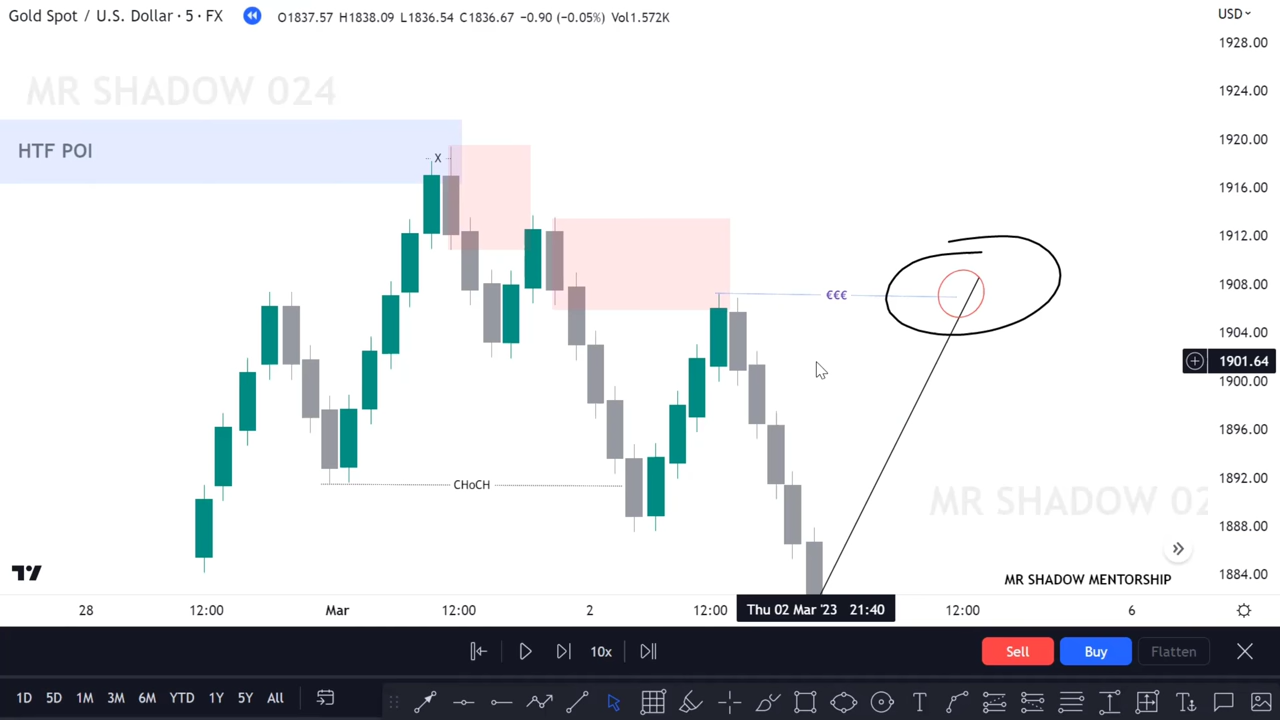 Gold Spot / U.S. Dollar · 5 · FX O1837.57 H1838.09 L1836.54 C1836.67 −0.90 (−0.05%) Vol1.572K
USD
1928.00
MR SHADOW 024
1924.00
1920.00
HTF POI
X
1916.00
1912.00
1908.00
€€€
1904.00
1901.64
1900.00
1896.00
1892.00
CHoCH
MR SHADOW 02
1888.00
1884.00
MR SHADOW MENTORSHIP
28 12:00 Mar 12:00 2 12:00 Thu 02 Mar '23 21:40 12:00 6
10x Sell Buy Flatten
1D 5D 1M 3M 6M YTD 1Y 5Y All